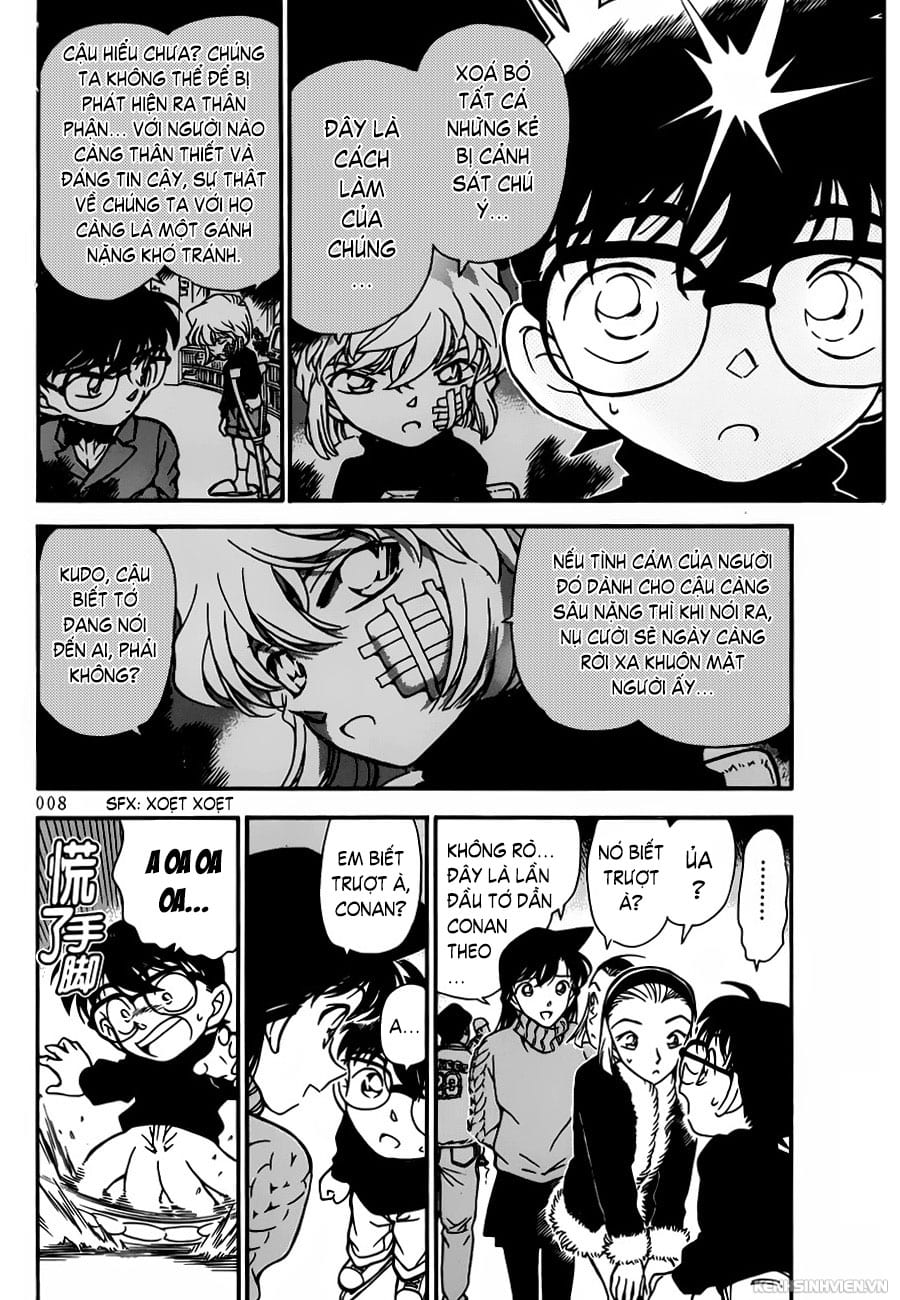 XOÁ BỎ
TẤT CẢ
NHỮNG KẺ
BỊ CẢNH
SÁT CHÚ
Ý...
ĐÂY LÀ
CÁCH
LÀM
CỦA
CHÚNG
...
CẬU HIỂU CHƯA? CHÚNG
TA KHÔNG THỂ ĐỂ BỊ
PHÁT HIỆN RA THÂN
PHẬN... VỚI NGƯỜI NÀO
CÀNG THÂN THIẾT VÀ
ĐÁNG TIN CẬY, SỰ THẬT
VỀ CHÚNG TA VỚI HỌ
CÀNG LÀ MỘT GÁNH
NẶNG KHÓ TRÁNH.
NẾU TÌNH CẢM CỦA NGƯỜI
ĐÓ DÀNH CHO CẬU CÀNG
SÂU NẶNG THÌ KHI NÓI RA,
NỤ CƯỜI SẼ NGÀY CÀNG
RỜI XA KHUÔN MẶT
NGƯỜI ẤY...
KUDO, CẬU
BIẾT TỚ
ĐANG NÓI
ĐẾN AI, PHẢI
KHÔNG?
008 SFX: XOẸT XOẸT
.........
ỦA
?
NÓ BIẾT
TRƯỢT
À?
KHÔNG RÕ...
ĐÂY LÀ LẦN
ĐẦU TỚ DẪN
CONAN
THEO
...
EM BIẾT
TRƯỢT À,
CONAN?
A...
A OA OA
OA...
慌了
手脚
23
KENHSINHVIEN.VN